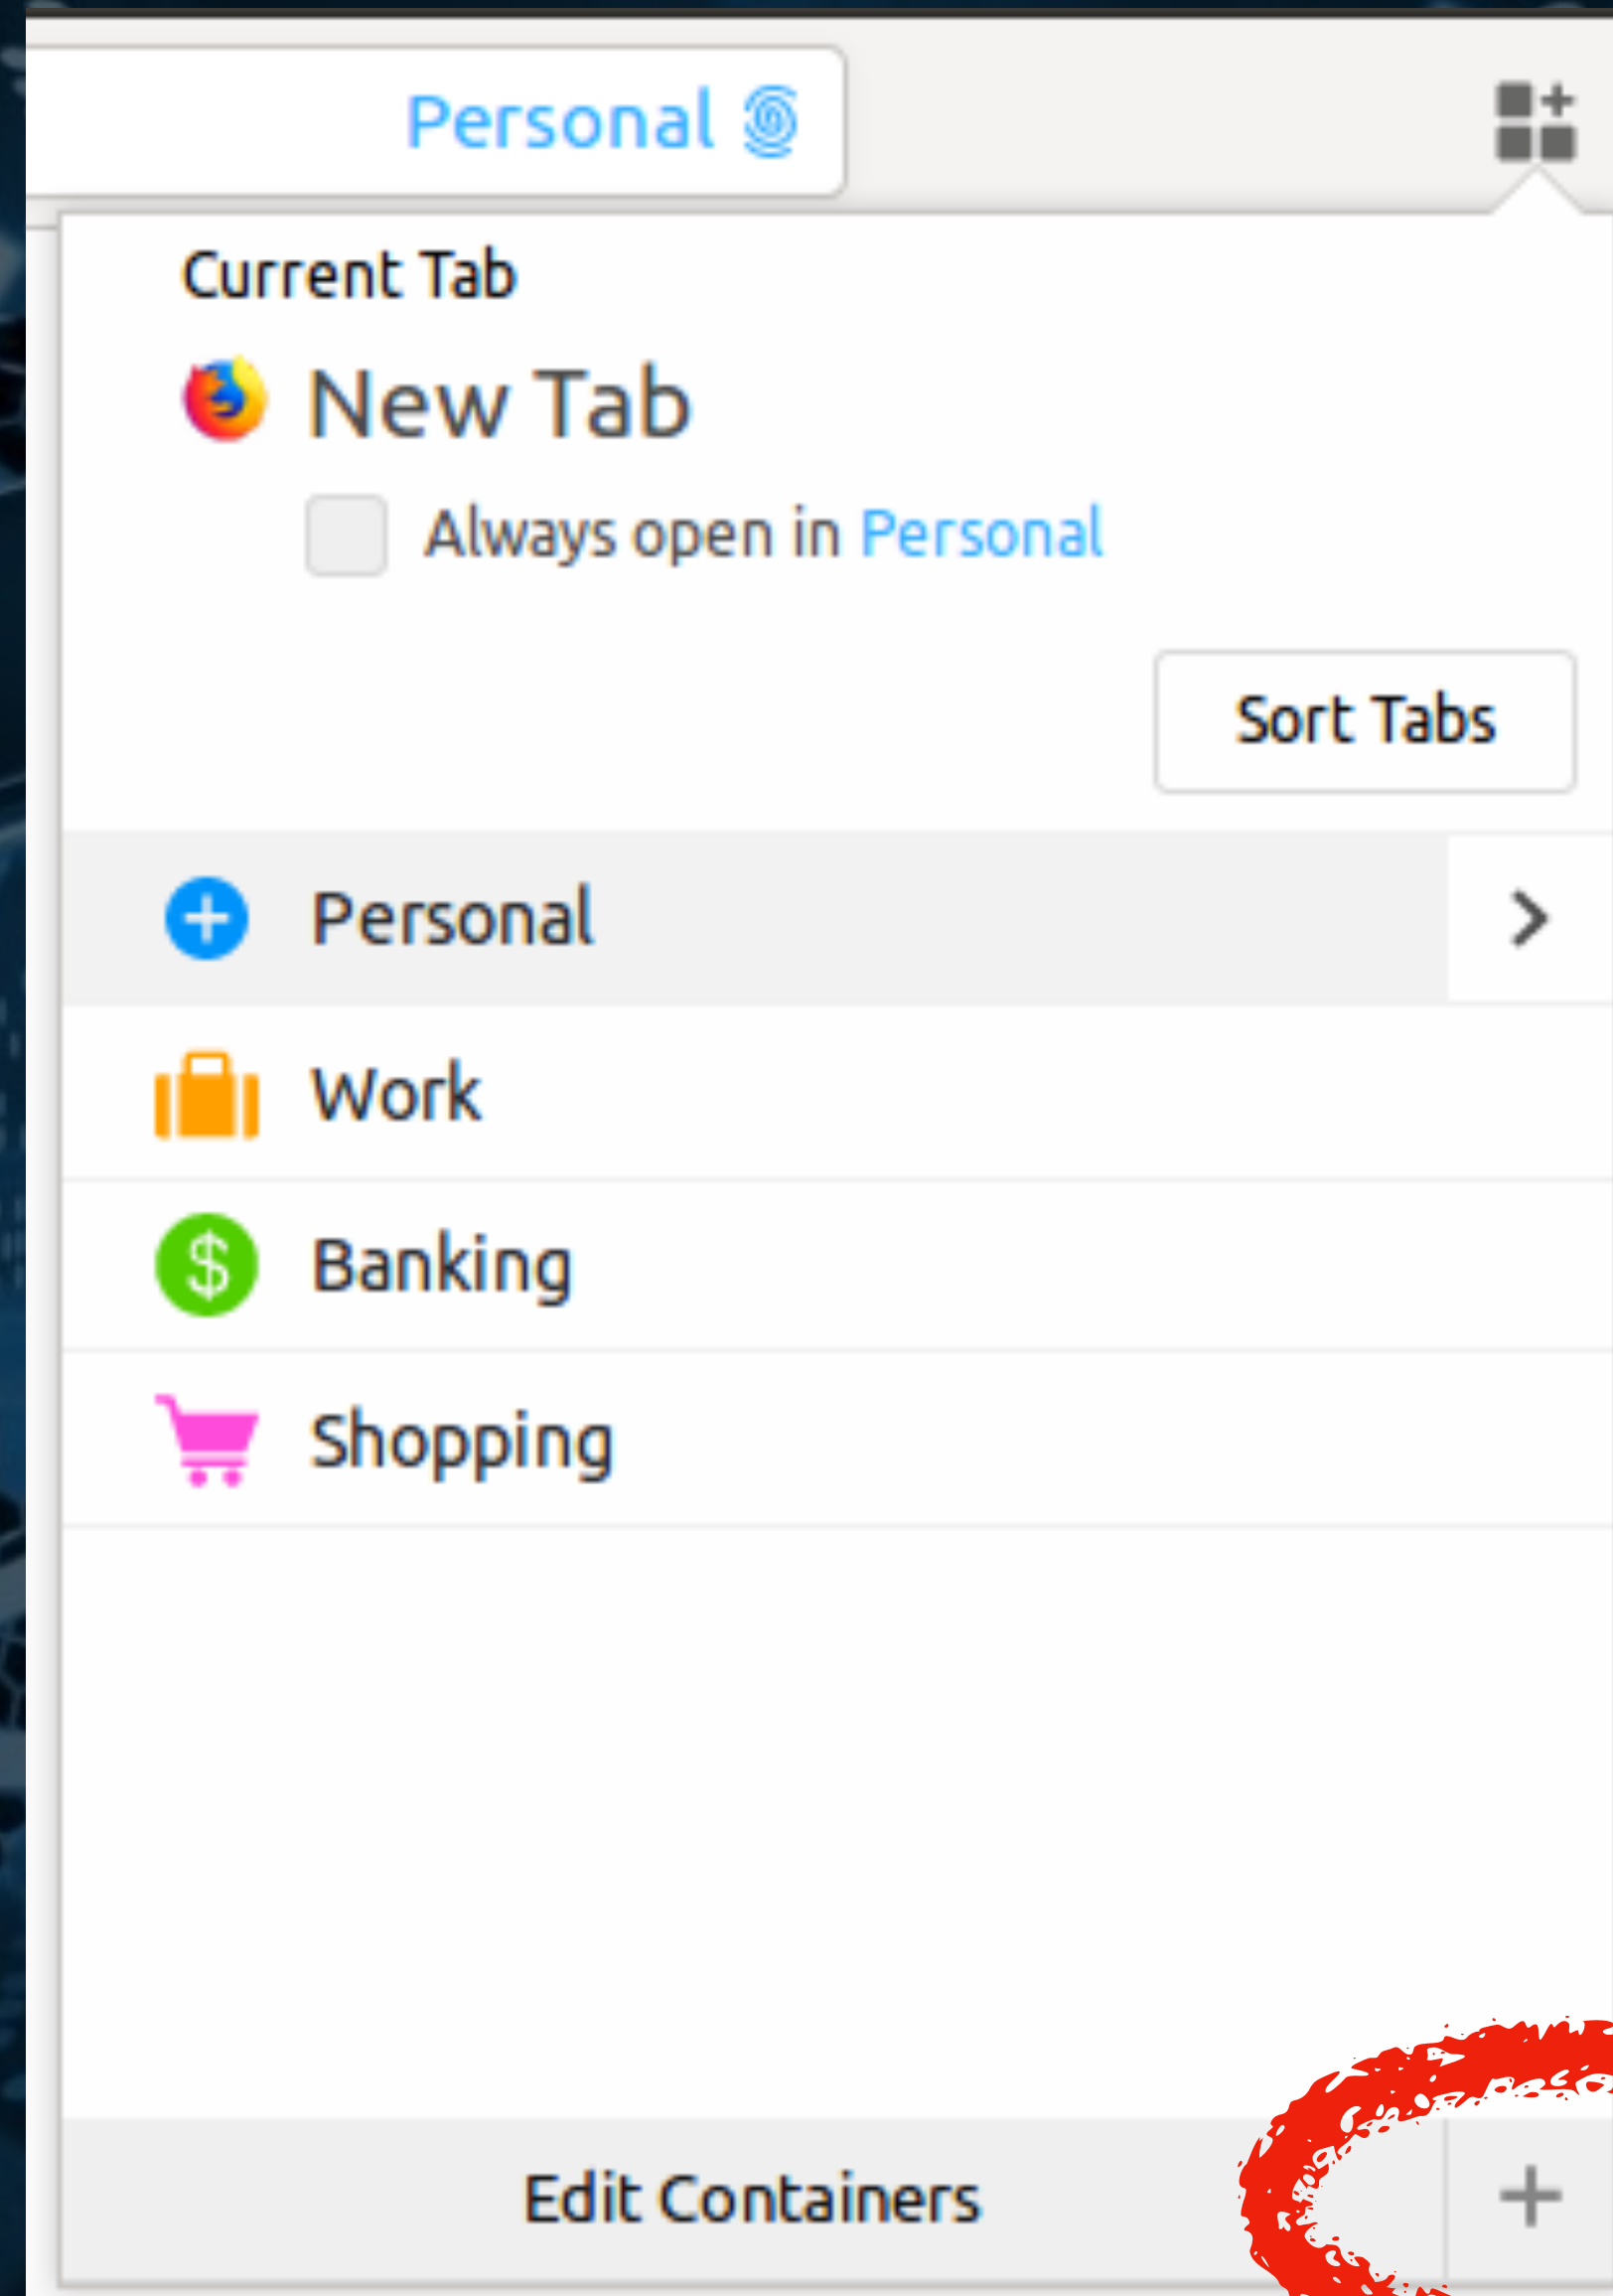 Personal
Current Tab
New Tab
Always open in Personal
Sort Tabs
Personal
Work
Banking
Shopping
Edit Containers